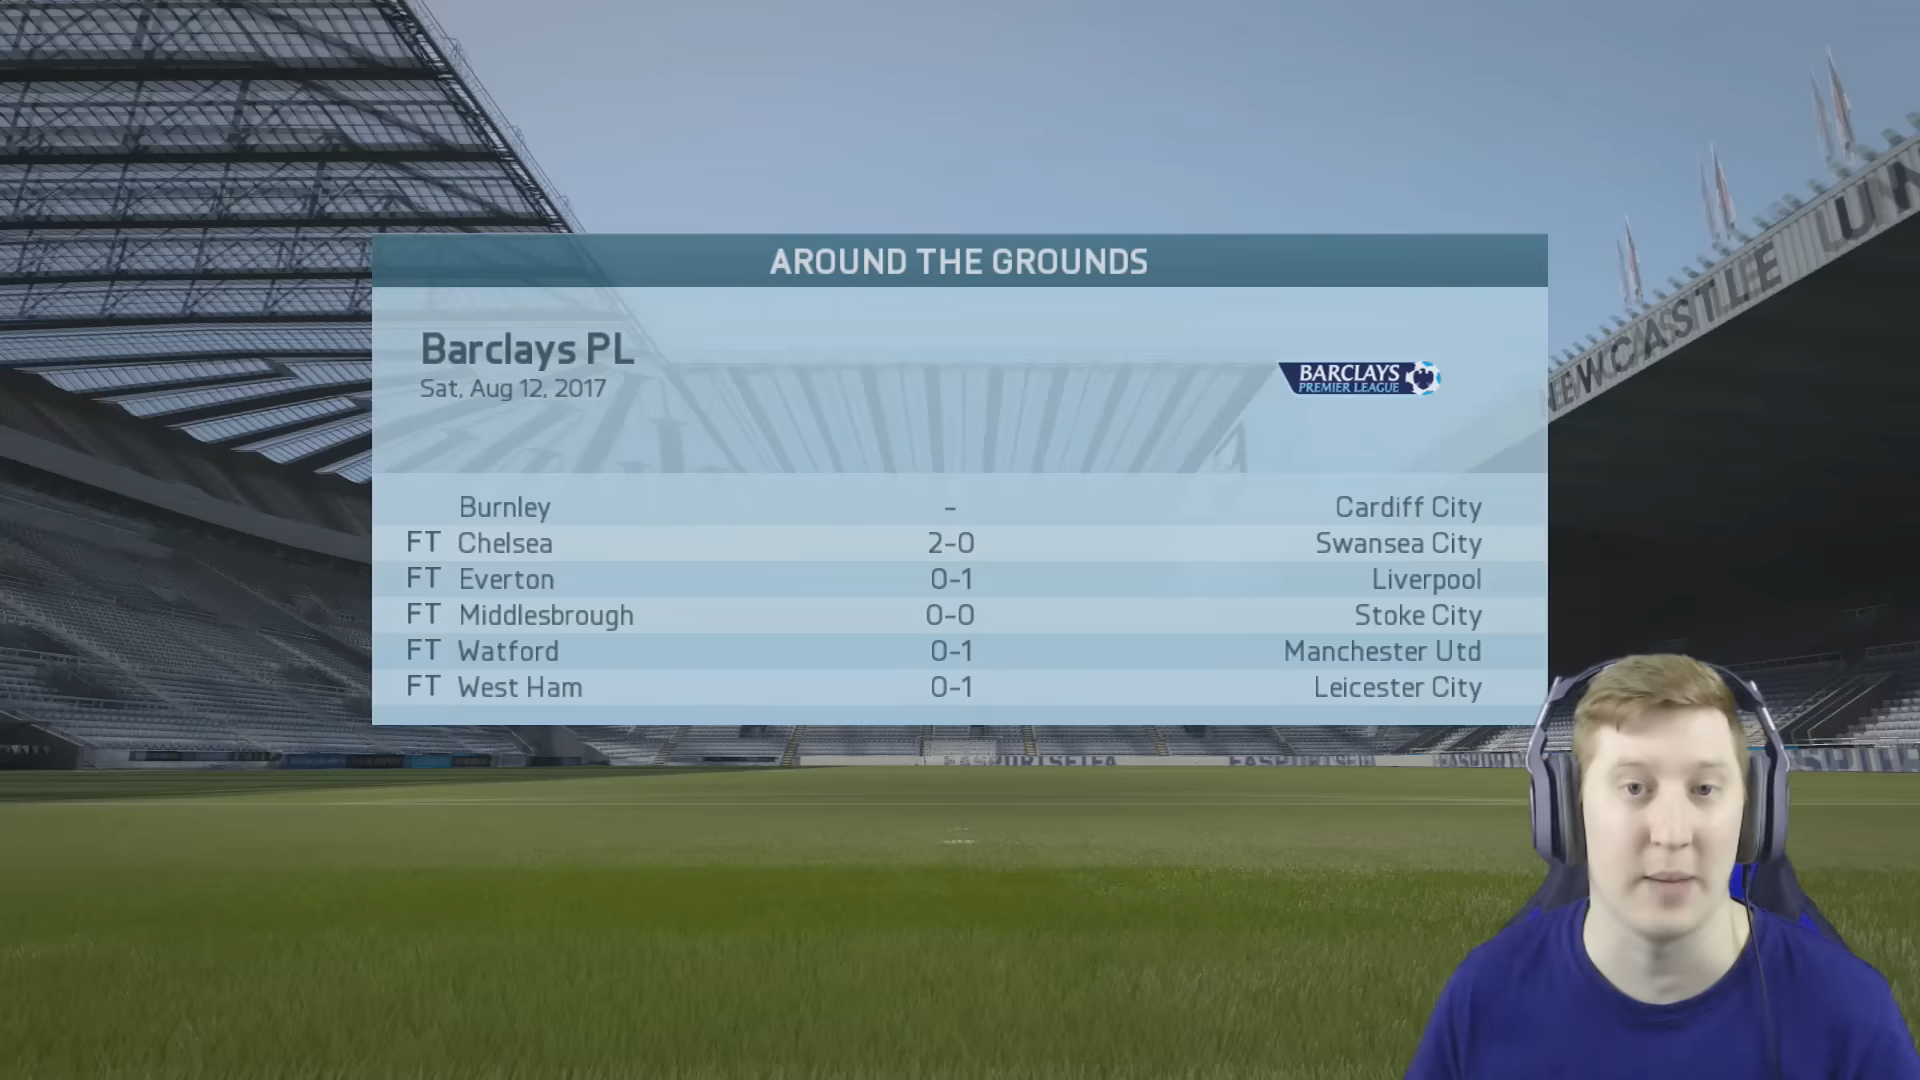 AROUND THE GROUNDS
Barclays PL
Sat, Aug 12, 2017
BARCLAYS
PREMIER LEAGUE
Burnley - Cardiff City
FT Chelsea 2-0 Swansea City
FT Everton 0-1 Liverpool
FT Middlesbrough 0-0 Stoke City
FT Watford 0-1 Manchester Utd
FT West Ham 0-1 Leicester City
NEWCASTLE UN